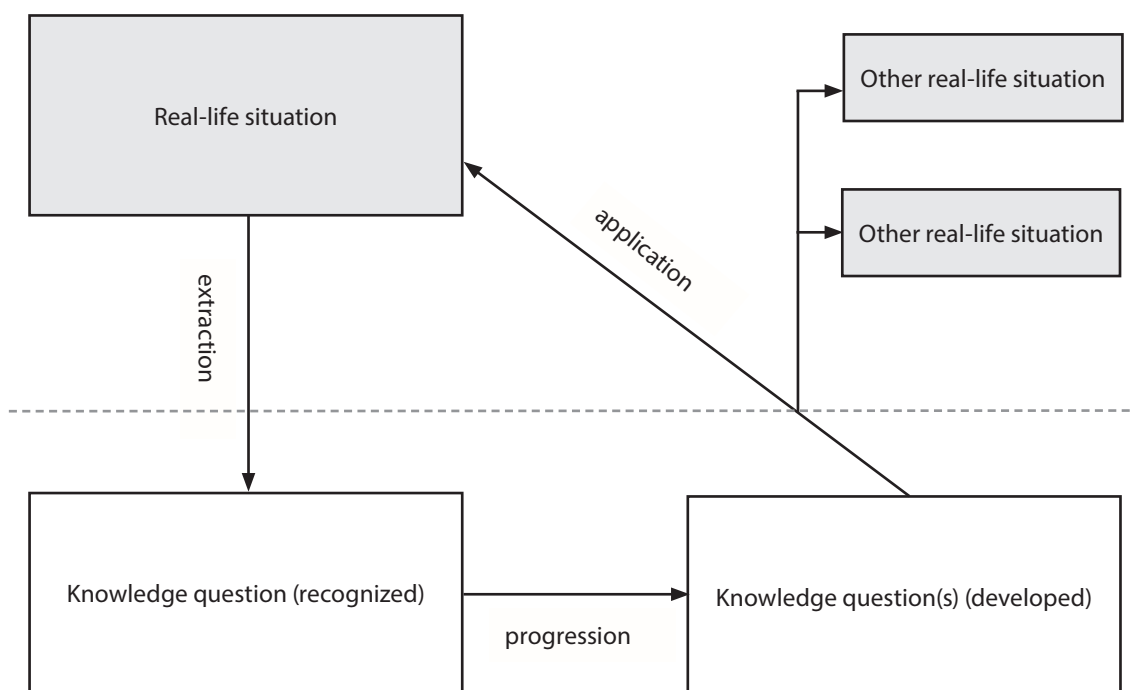 Real-life situation
Other real-life situation
Other real-life situation
application
extraction
Knowledge question (recognized)
progression
Knowledge question(s) (developed)